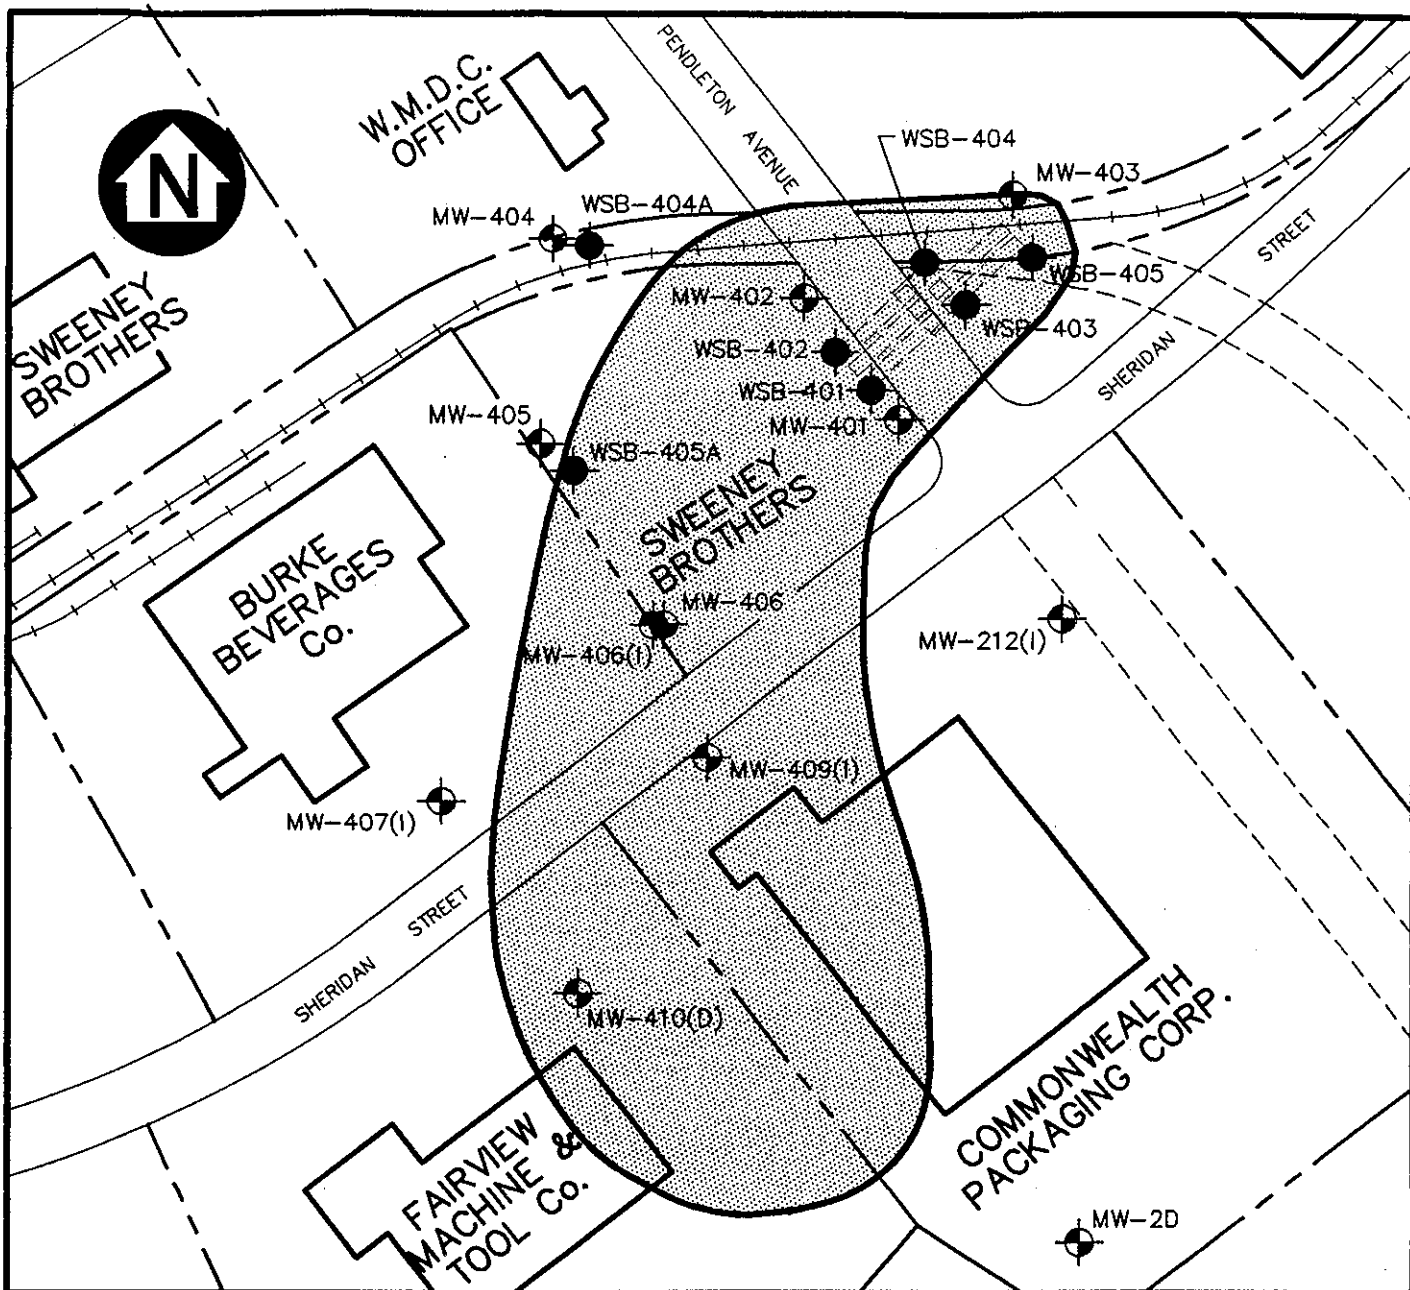 W.M.D.C.
OFFICE
PENDLETON AVENUE
N
WSB-404
MW-403
MW-404
WSB-404A
STREET
SWEENEY
BROTHERS
WSB-405
MW-402
WSB-403
WSB-402
SHERIDAN
WSB-401
MW-405
MW-401
WSB-405A
SWEENEY
BROTHERS
BURKE
BEVERAGES
Co.
MW-406
MW-212(I)
MW-406(I)
MW-409(I)
MW-407(I)
SHERIDAN STREET
MW-410(D)
COMMONWEALTH
PACKAGING CORP.
FAIRVIEW
MACHINE &
TOOL Co.
MW-2D